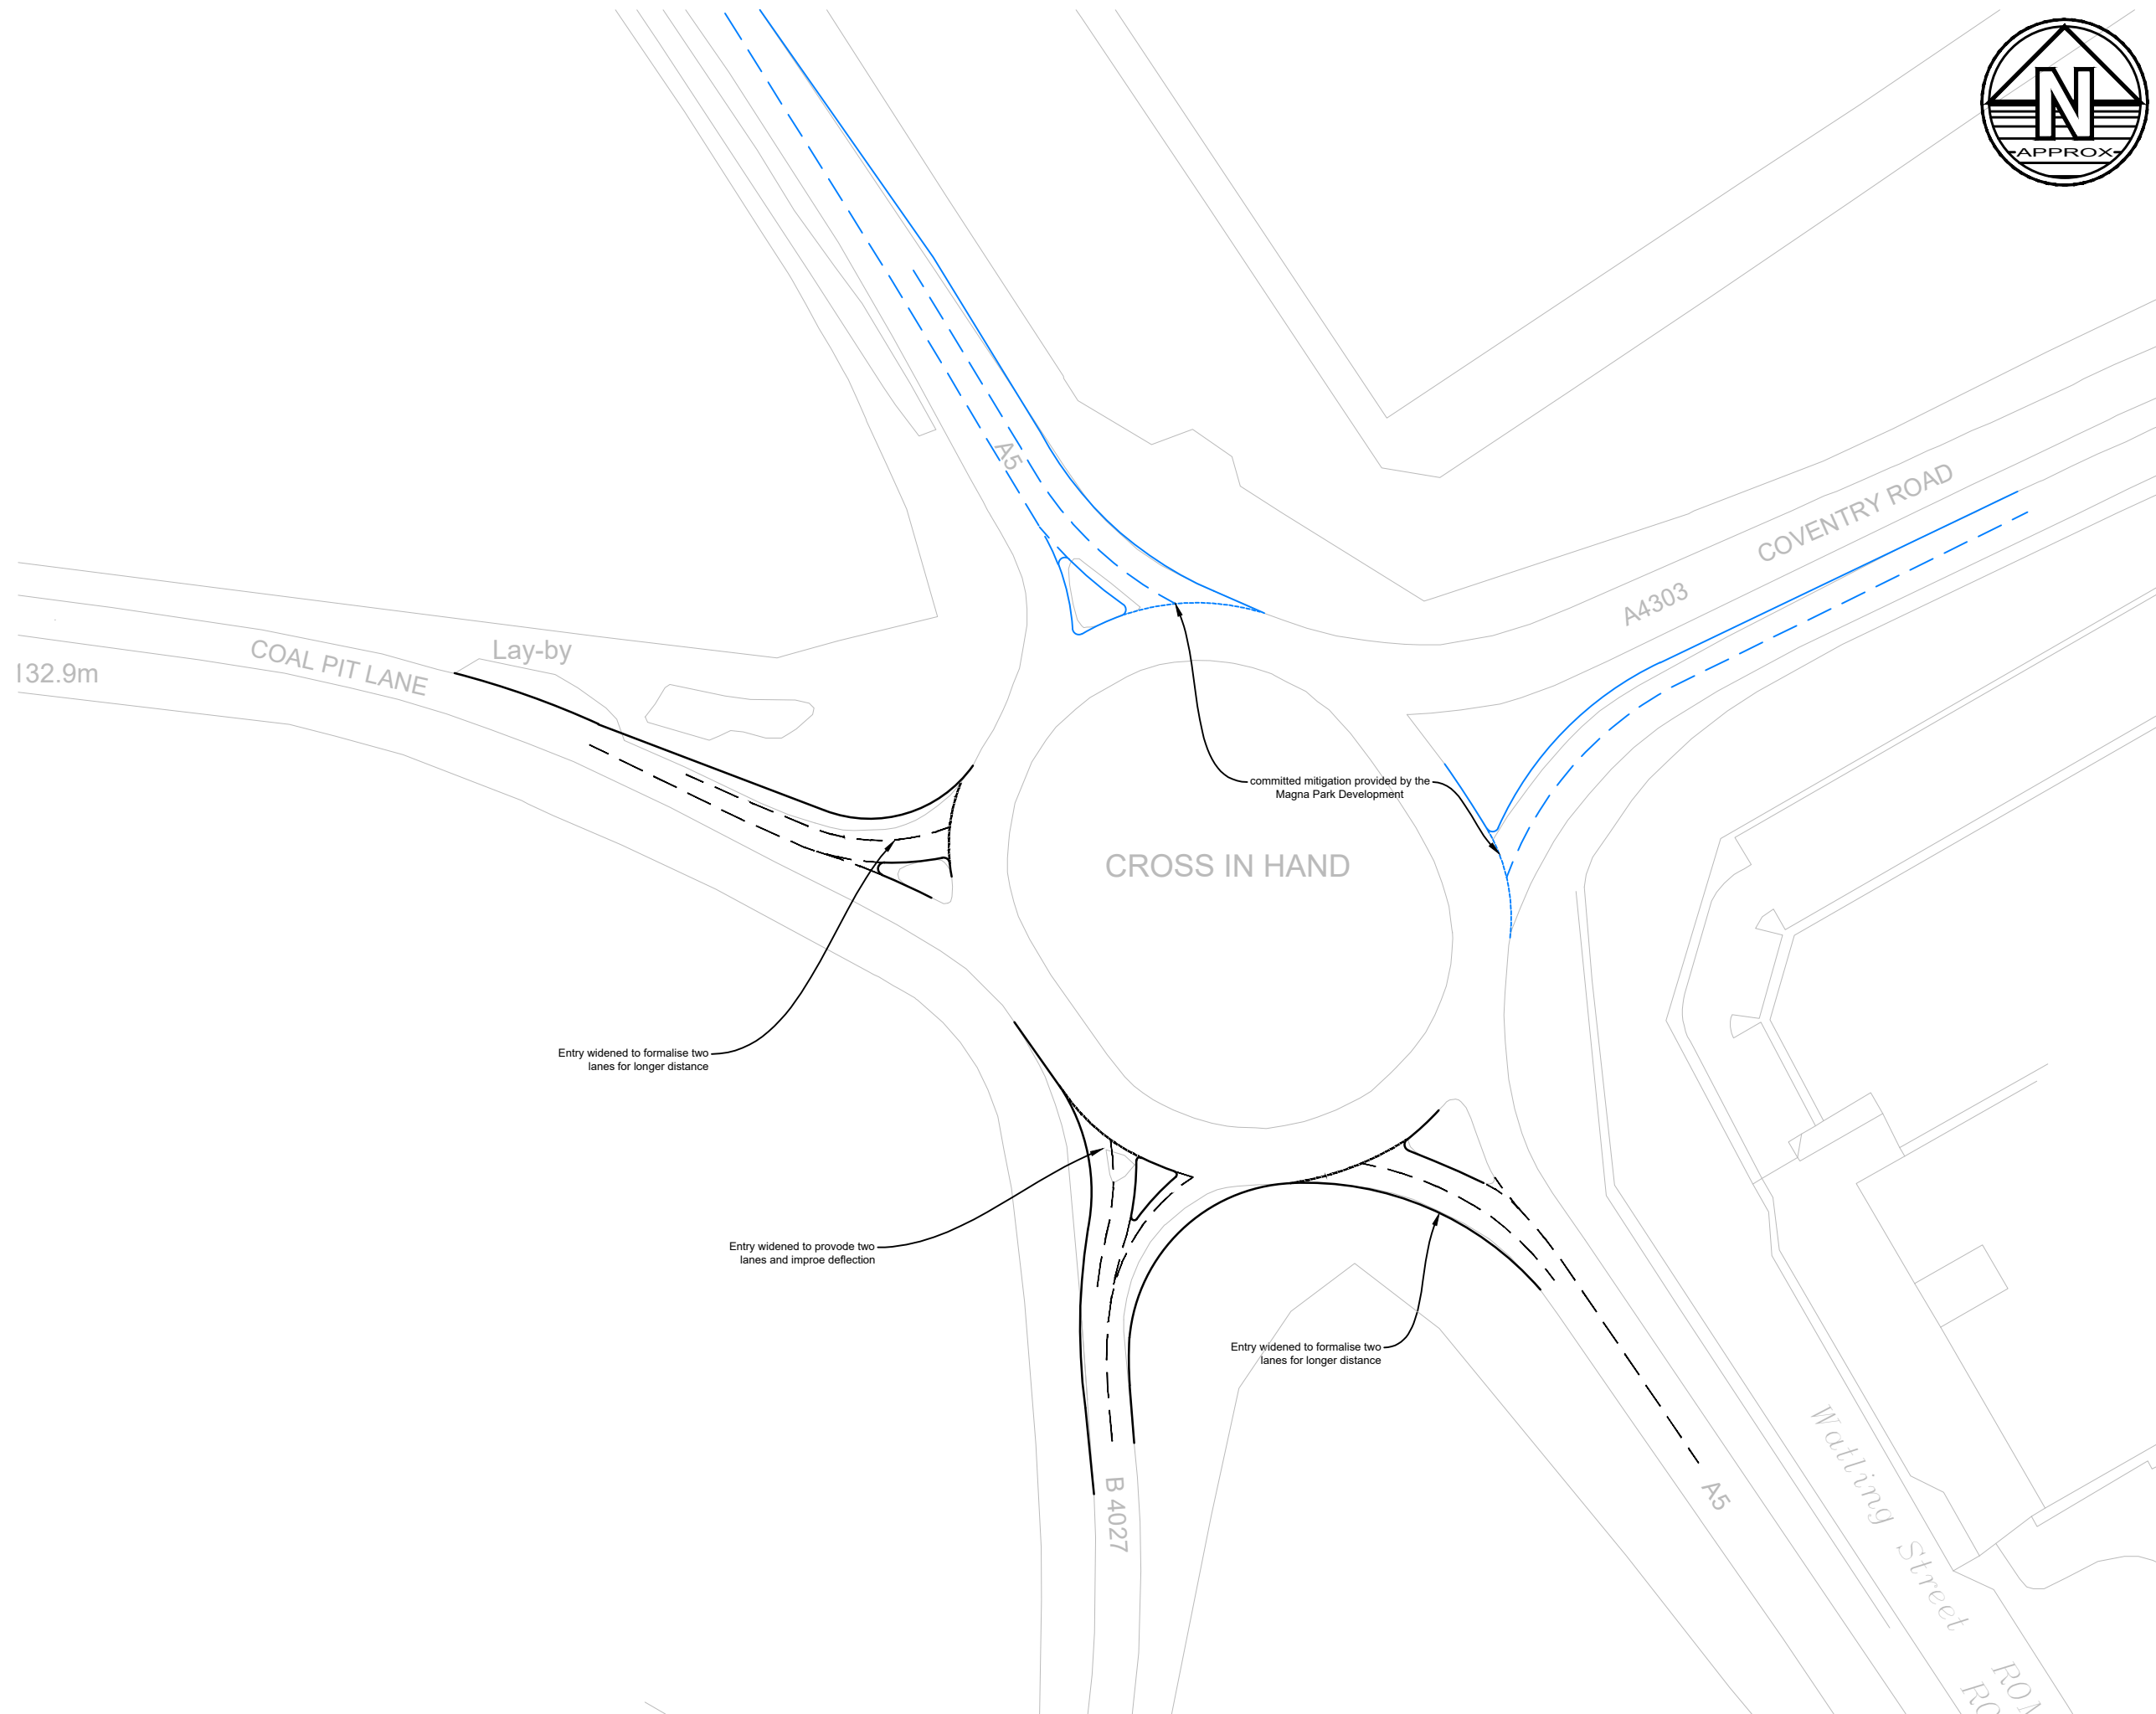 N
APPROX
A5
COVENTRY ROAD
A4303
Lay-by
COAL PIT LANE
132.9m
committed mitigation provided by the
Magna Park Development
CROSS IN HAND
Entry widened to formalise two
lanes for longer distance
Entry widened to provode two
lanes and improe deflection
Entry widened to formalise two
lanes for longer distance
B 4027
A5
Watling Street